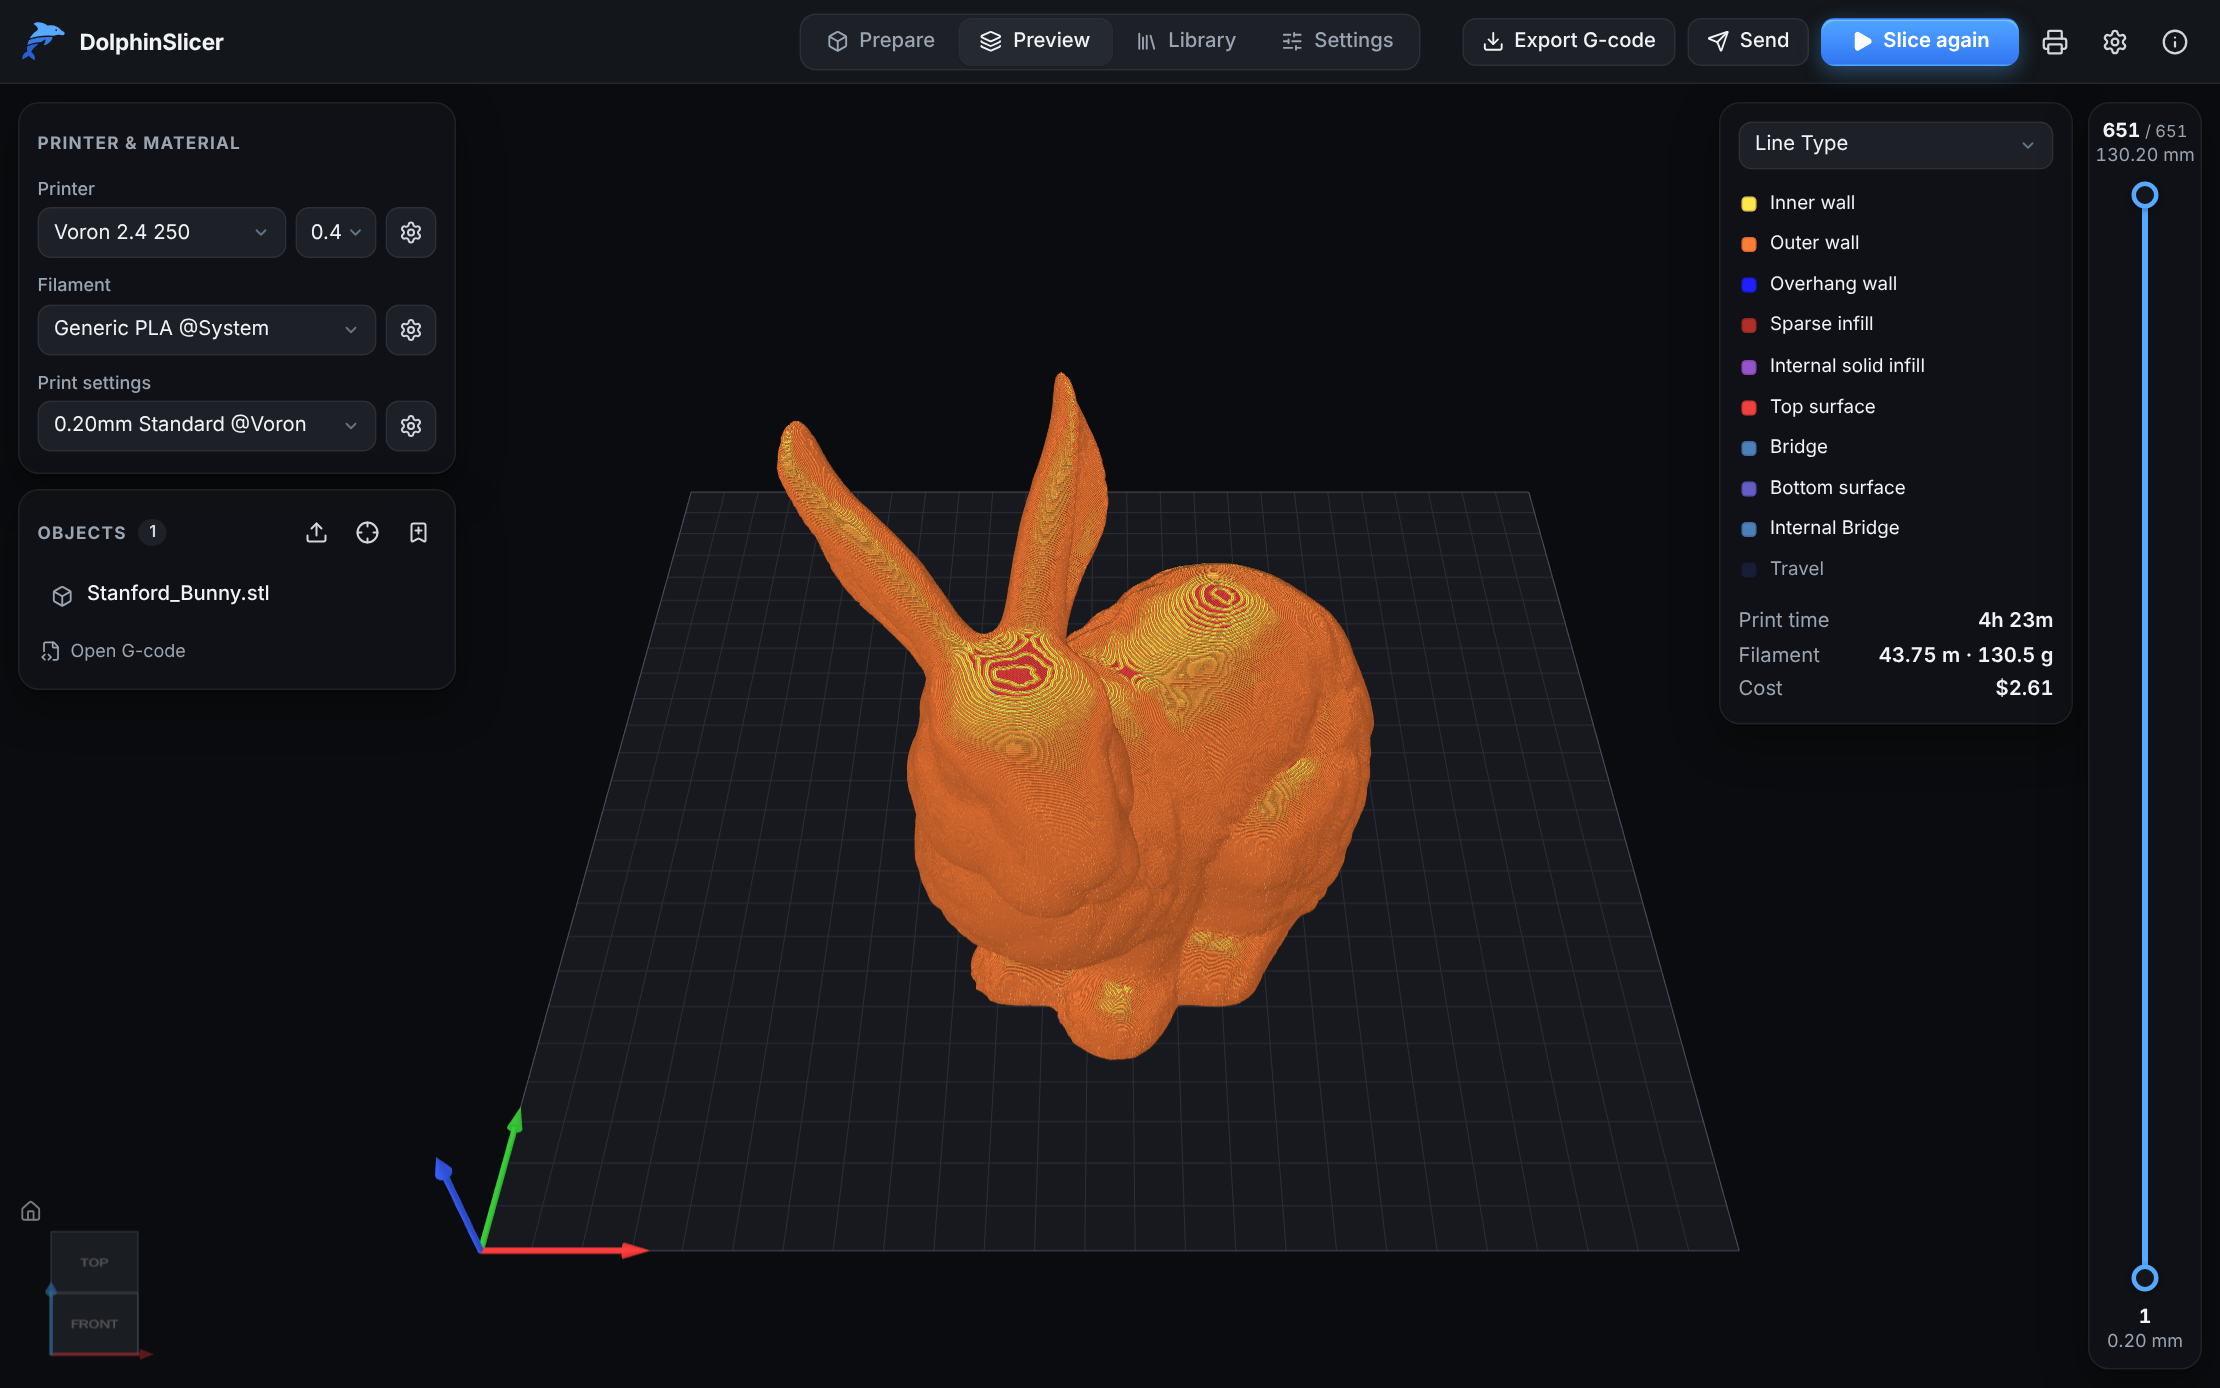 DolphinSlicer
Prepare
Preview
Library
Settings
Export G-code
Send
Slice again
PRINTER & MATERIAL
Printer
Voron 2.4 250
0.4
Filament
Generic PLA @System
Print settings
0.20mm Standard @Voron
OBJECTS 1
Stanford_Bunny.stl
Open G-code
Line Type
Inner wall
Outer wall
Overhang wall
Sparse infill
Internal solid infill
Top surface
Bridge
Bottom surface
Internal Bridge
Travel
Print time 4h 23m
Filament 43.75 m · 130.5 g
Cost $2.61
651 / 651
130.20 mm
1
0.20 mm
TOP
FRONT